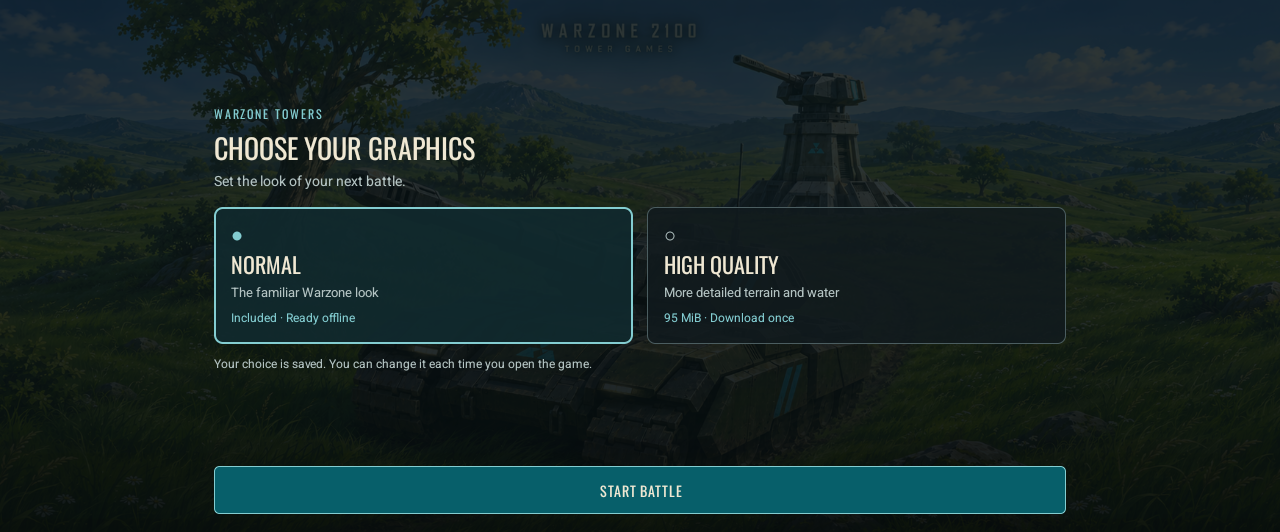 WARZONE 2100
TOWER GAMES
WARZONE TOWERS
CHOOSE YOUR GRAPHICS
Set the look of your next battle.
NORMAL
The familiar Warzone look
Included · Ready offline
HIGH QUALITY
More detailed terrain and water
95 MiB · Download once
Your choice is saved. You can change it each time you open the game.
START BATTLE